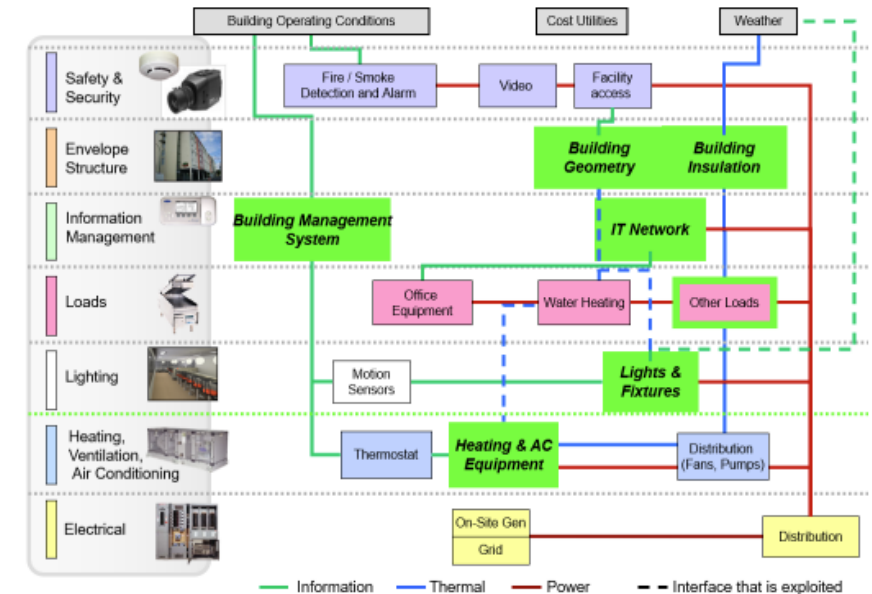 Building Operating Conditions
Cost Utilities
Weather
Safety &
Security
Fire / Smoke
Detection and Alarm
Video
Facility
access
Envelope
Structure
Building
Geometry
Building
Insulation
Information
Management
Building Management
System
IT Network
Loads
Office
Equipment
Water Heating
Other Loads
Lighting
Motion
Sensors
Lights &
Fixtures
Heating,
Ventilation,
Air Conditioning
Thermostat
Heating & AC
Equipment
Distribution
(Fans, Pumps)
Electrical
On-Site Gen
Grid
Distribution
Information
Thermal
Power
Interface that is exploited